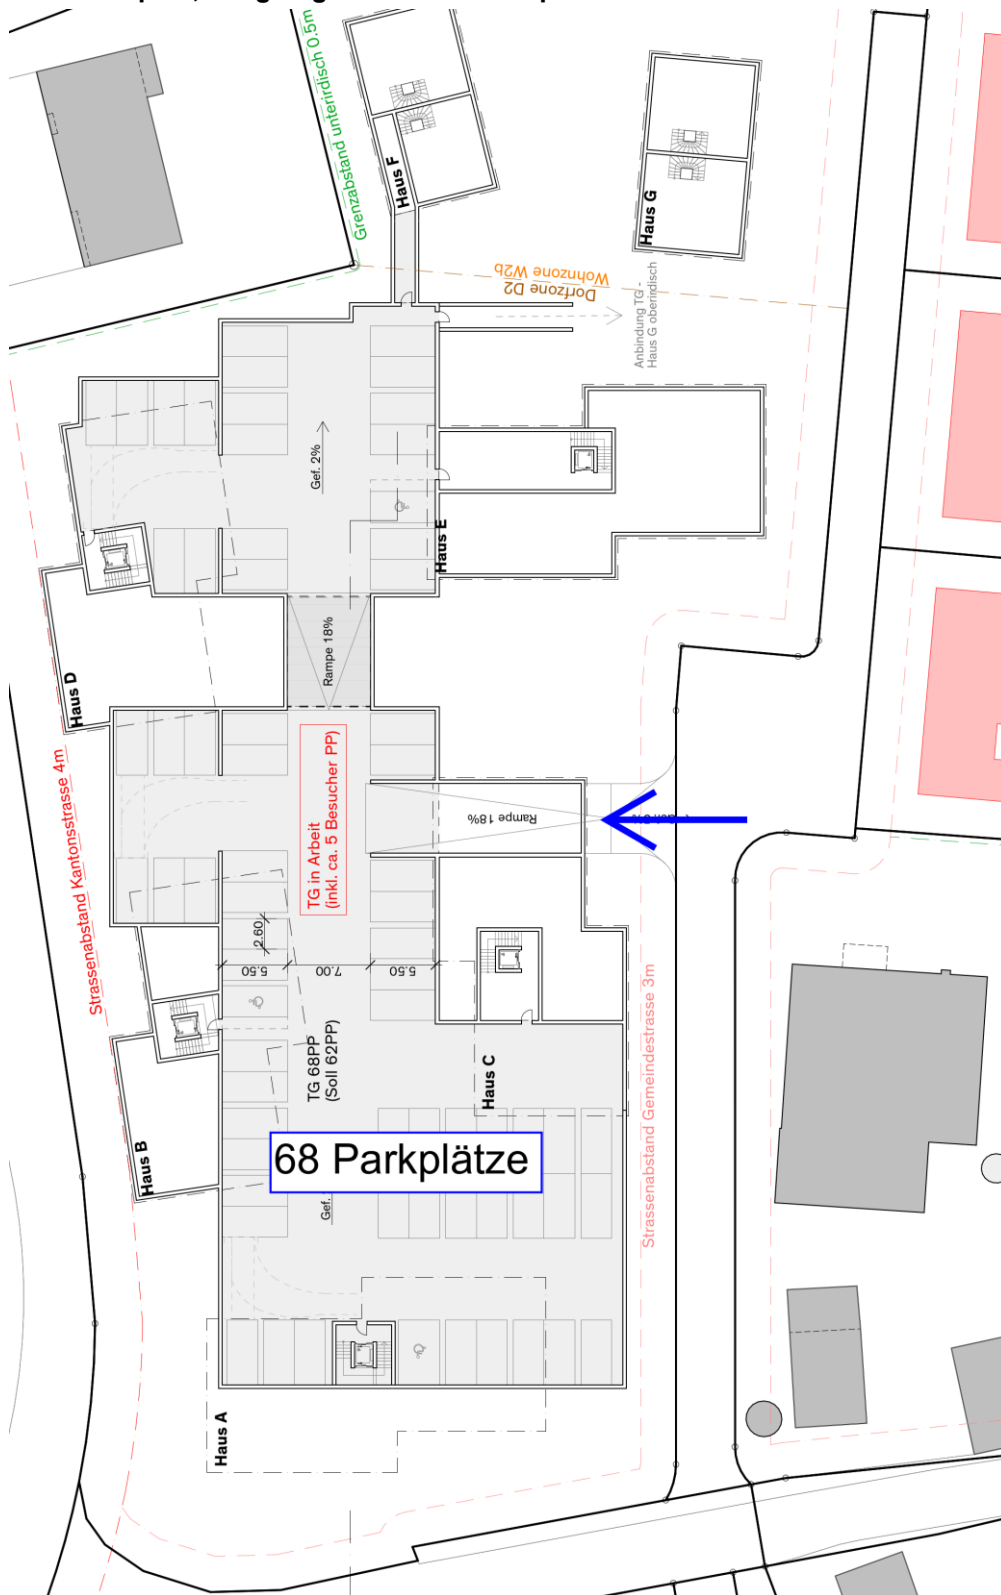 Grenzabstand unterirdisch 0.5m
Haus F
Haus G
Dorfzone D2
Wohnzone W2b
Anbindung TG -
Haus G oberirdisch
Gef. 2%
Haus E
Rampe 18%
Haus D
Strassenabstand Kantonsstrasse 4m
TG in Arbeit
(inkl. ca. 5 Besucher PP)
Rampe 18%
2.60
5.50
7.00
5.50
TG 68PP
(Soll 62PP)
Haus C
Haus B
68 Parkplätze
Gef.
Strassenabstand Gemeindestrasse 3m
Haus A